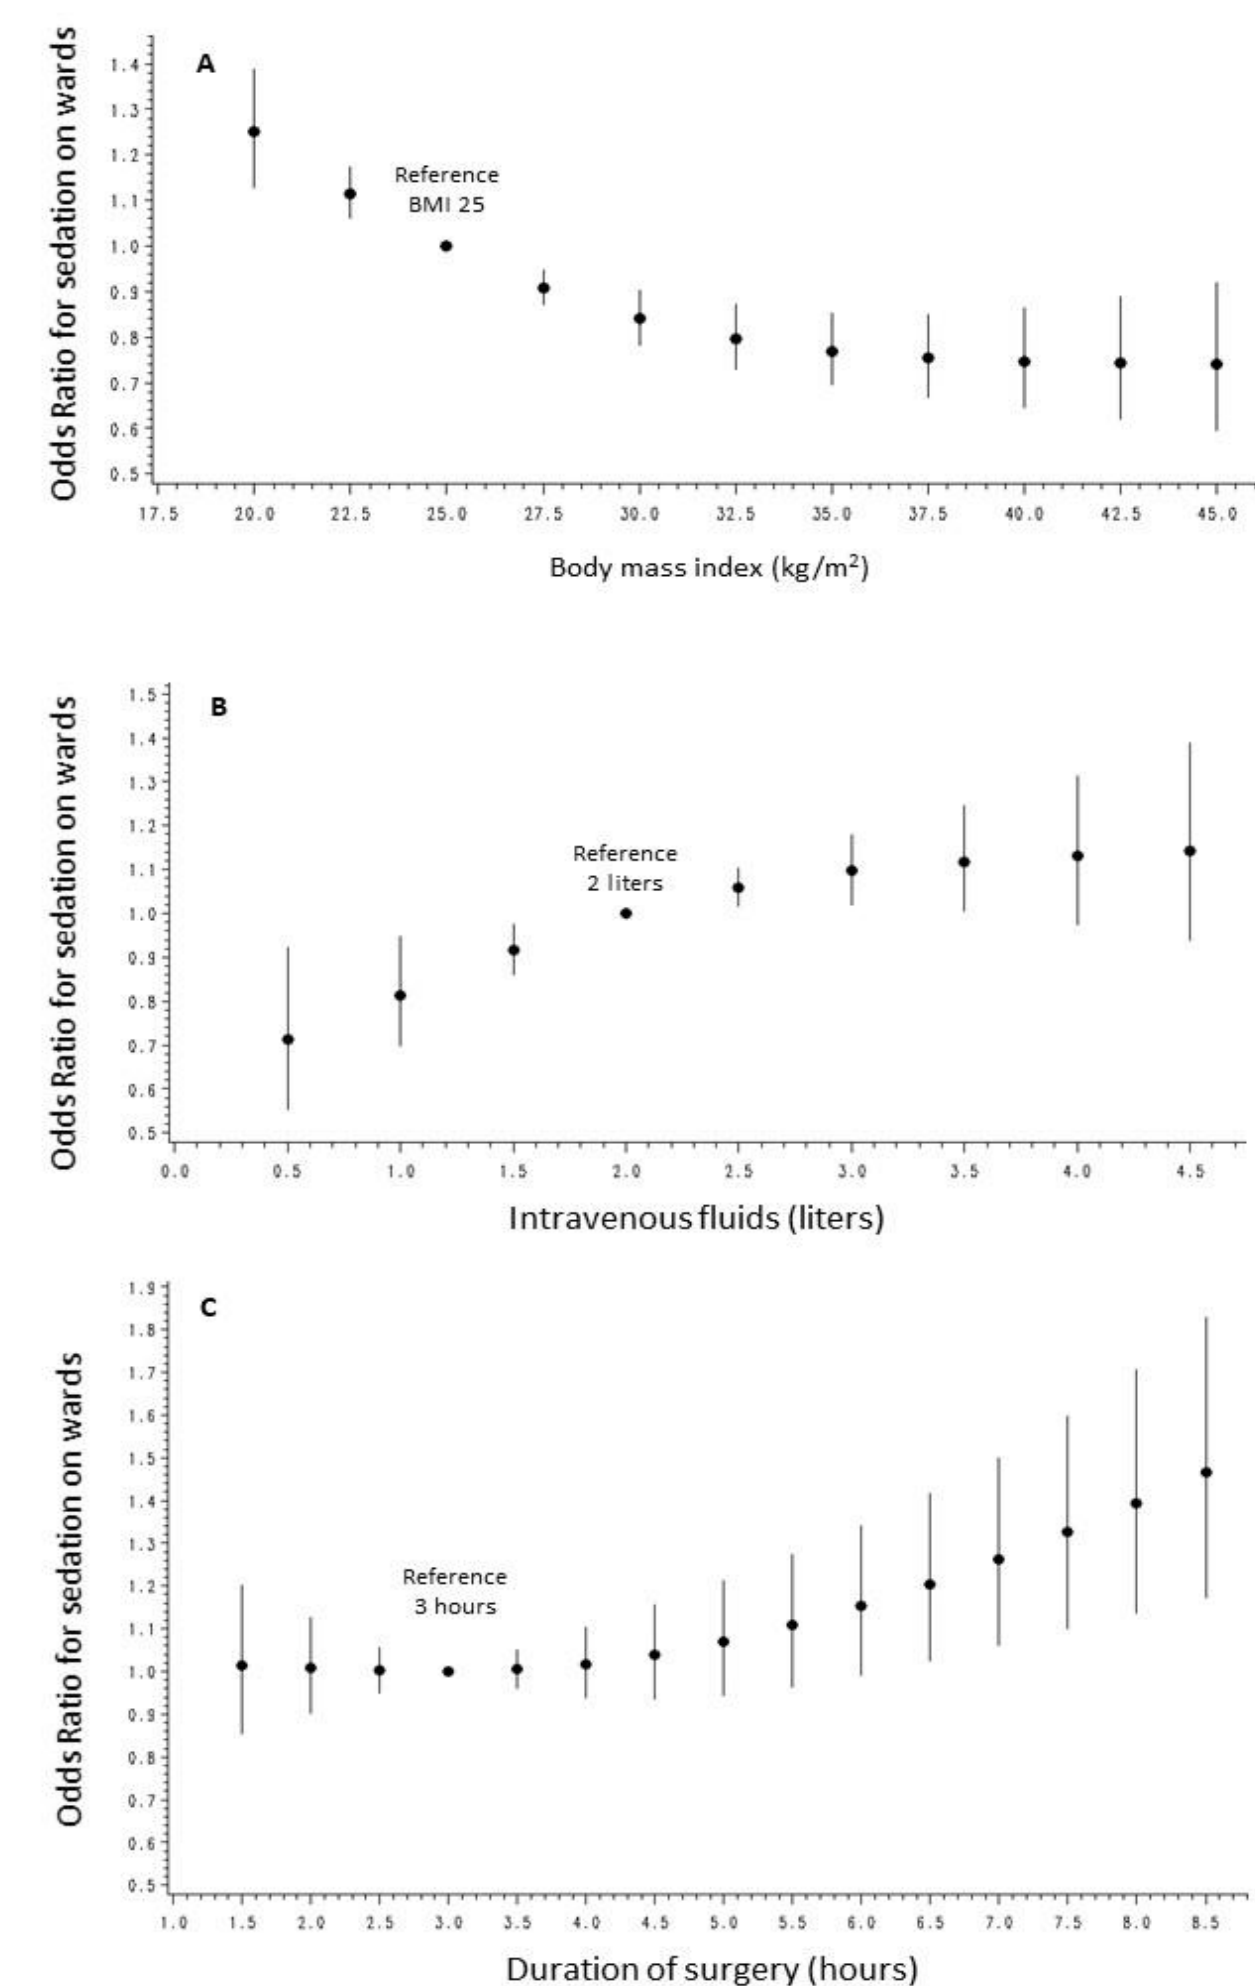 Odds Ratio for sedation on wards
A
1.4
1.3
1.2
1.1
1.0
0.9
0.8
0.7
0.6
0.5
Reference
BMI 25
17.5 20.0 22.5 25.0 27.5 30.0 32.5 35.0 37.5 40.0 42.5 45.0
Body mass index (kg/m²)
Odds Ratio for sedation on wards
B
1.5
1.4
1.3
1.2
1.1
1.0
0.9
0.8
0.7
0.6
0.5
Reference
2 liters
0.0 0.5 1.0 1.5 2.0 2.5 3.0 3.5 4.0 4.5
Intravenous fluids (liters)
Odds Ratio for sedation on wards
C
1.9
1.8
1.7
1.6
1.5
1.4
1.3
1.2
1.1
1.0
0.9
0.8
0.7
0.6
0.5
Reference
3 hours
1.0 1.5 2.0 2.5 3.0 3.5 4.0 4.5 5.0 5.5 6.0 6.5 7.0 7.5 8.0 8.5
Duration of surgery (hours)